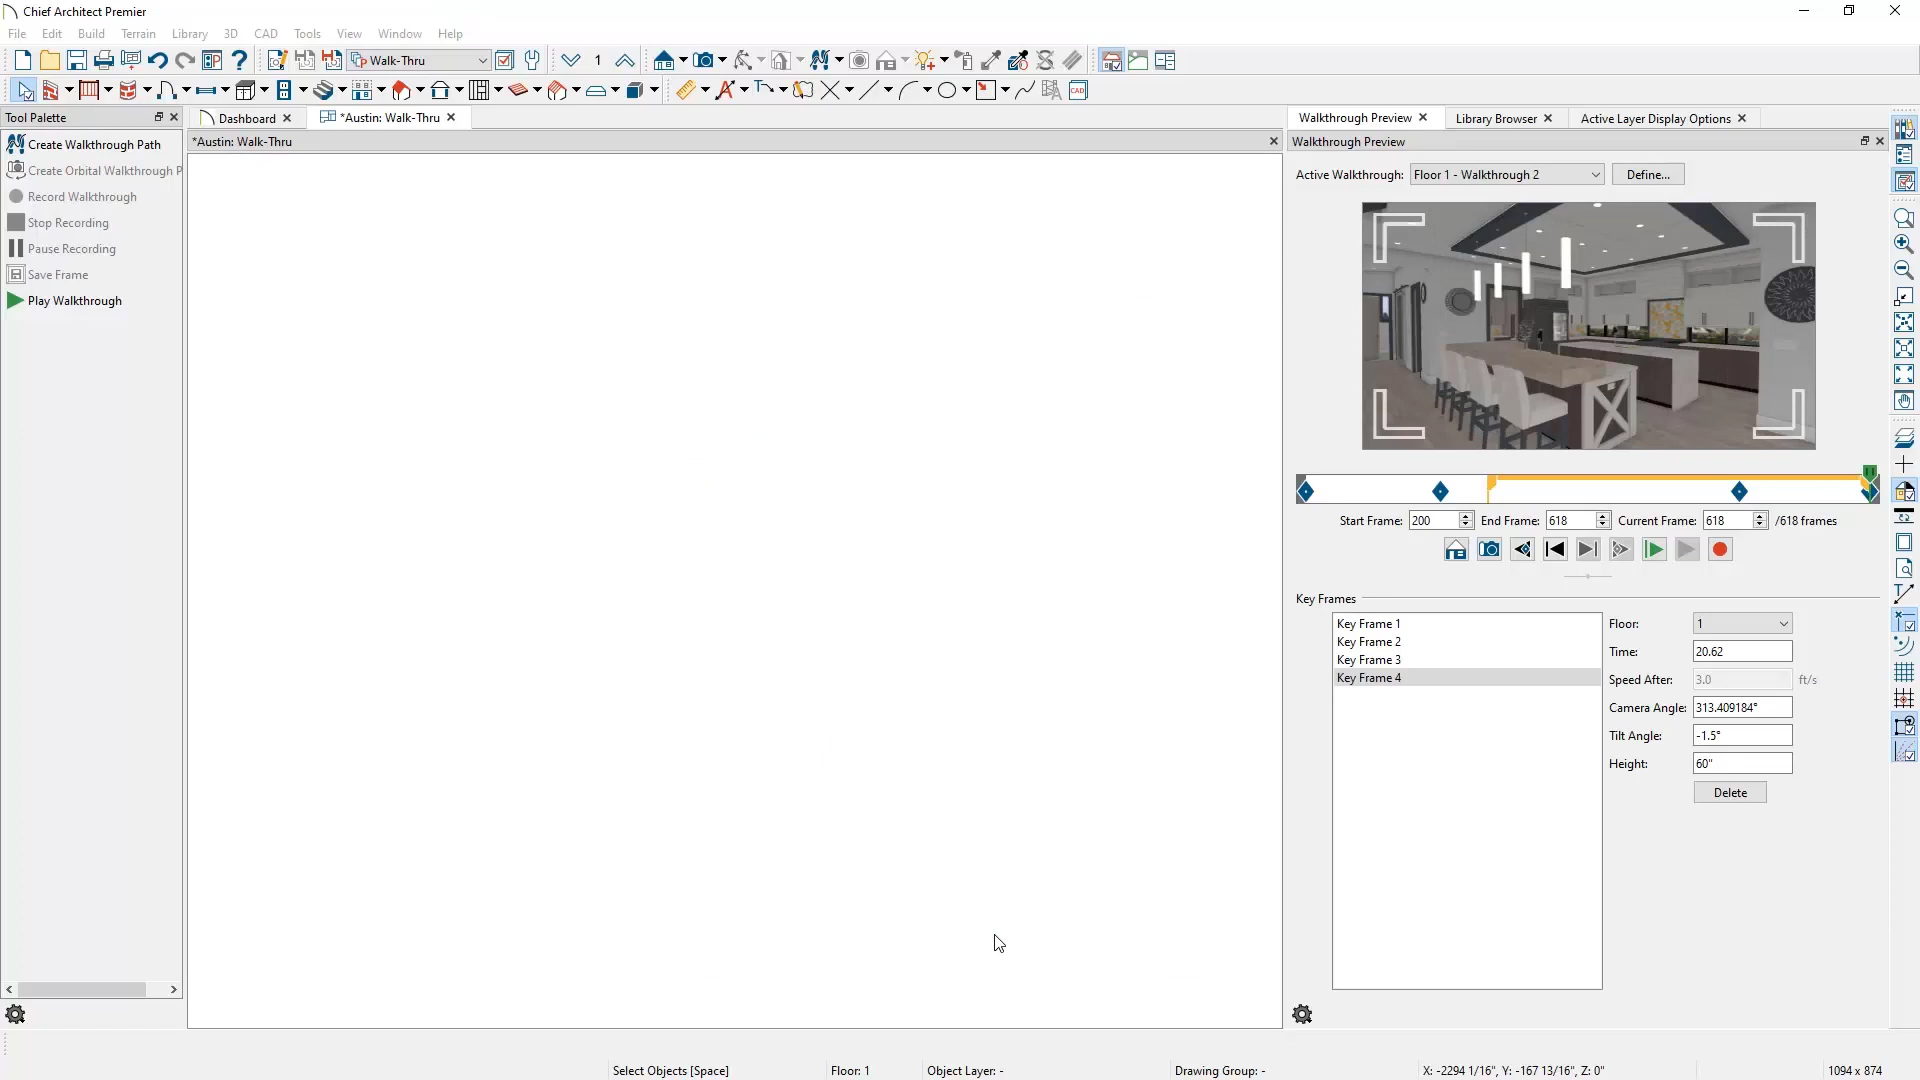 Chief Architect Premier
File Edit Build Terrain Library 3D CAD Tools View Window Help
Walk-Thru
1
CAD
Tool Palette
Create Walkthrough Path
Create Orbital Walkthrough P
Record Walkthrough
Stop Recording
Pause Recording
Save Frame
Play Walkthrough
Dashboard
*Austin: Walk-Thru
*Austin: Walk-Thru
Walkthrough Preview
Library Browser
Active Layer Display Options
Walkthrough Preview
Active Walkthrough: Floor 1 - Walkthrough 2 Define...
Start Frame: 200 End Frame: 618 Current Frame: 618 /618 frames
Key Frames
Key Frame 1
Key Frame 2
Key Frame 3
Key Frame 4
Floor: 1
Time: 20.62
Speed After: 3.0 ft/s
Camera Angle: 313.409184°
Tilt Angle: -1.5°
Height: 60"
Delete
Select Objects [Space] Floor: 1 Object Layer: - Drawing Group: - X: -2294 1/16", Y: -167 13/16", Z: 0" 1094 x 874